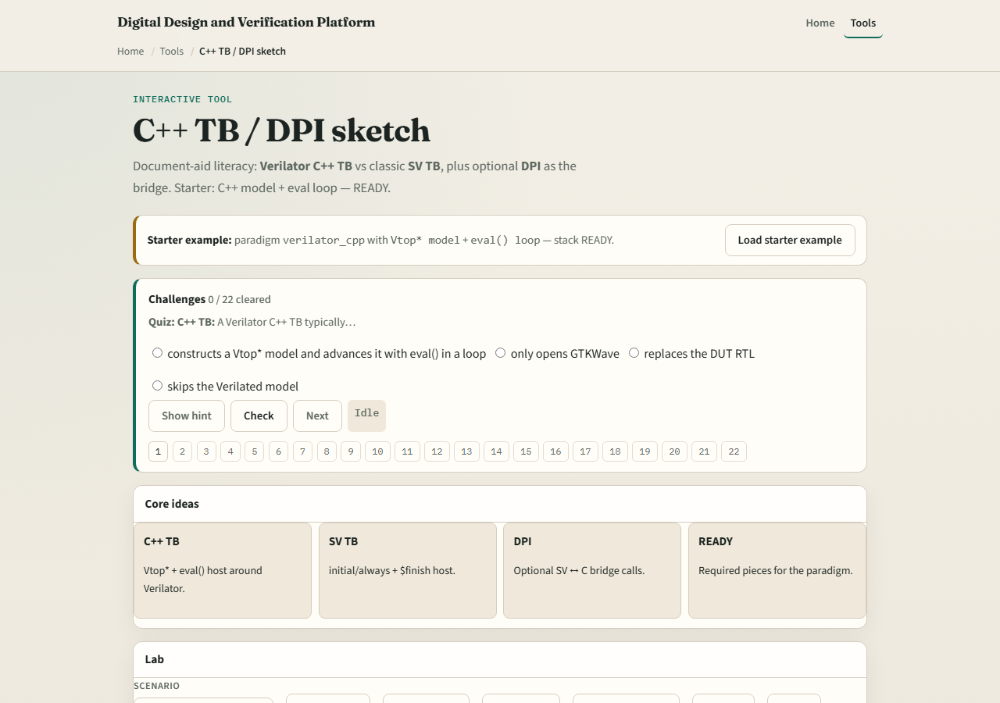 Digital Design and Verification Platform
Home Tools
Home / Tools / C++ TB / DPI sketch
INTERACTIVE TOOL
C++ TB / DPI sketch
Document-aid literacy: Verilator C++ TB vs classic SV TB, plus optional DPI as the
bridge. Starter: C++ model + eval loop — READY.
Starter example: paradigm verilator_cpp with Vtop* model + eval() loop — stack READY.
Load starter example
Challenges 0 / 22 cleared
Quiz: C++ TB: A Verilator C++ TB typically…
constructs a Vtop* model and advances it with eval() in a loop only opens GTKWave replaces the DUT RTL
skips the Verilated model
Show hint Check Next Idle
1 2 3 4 5 6 7 8 9 10 11 12 13 14 15 16 17 18 19 20 21 22
Core ideas
C++ TB SV TB DPI READY
Vtop* + eval() host around initial/always + $finish host. Optional SV ↔ C bridge calls. Required pieces for the paradigm.
Verilator.
Lab
SCENARIO